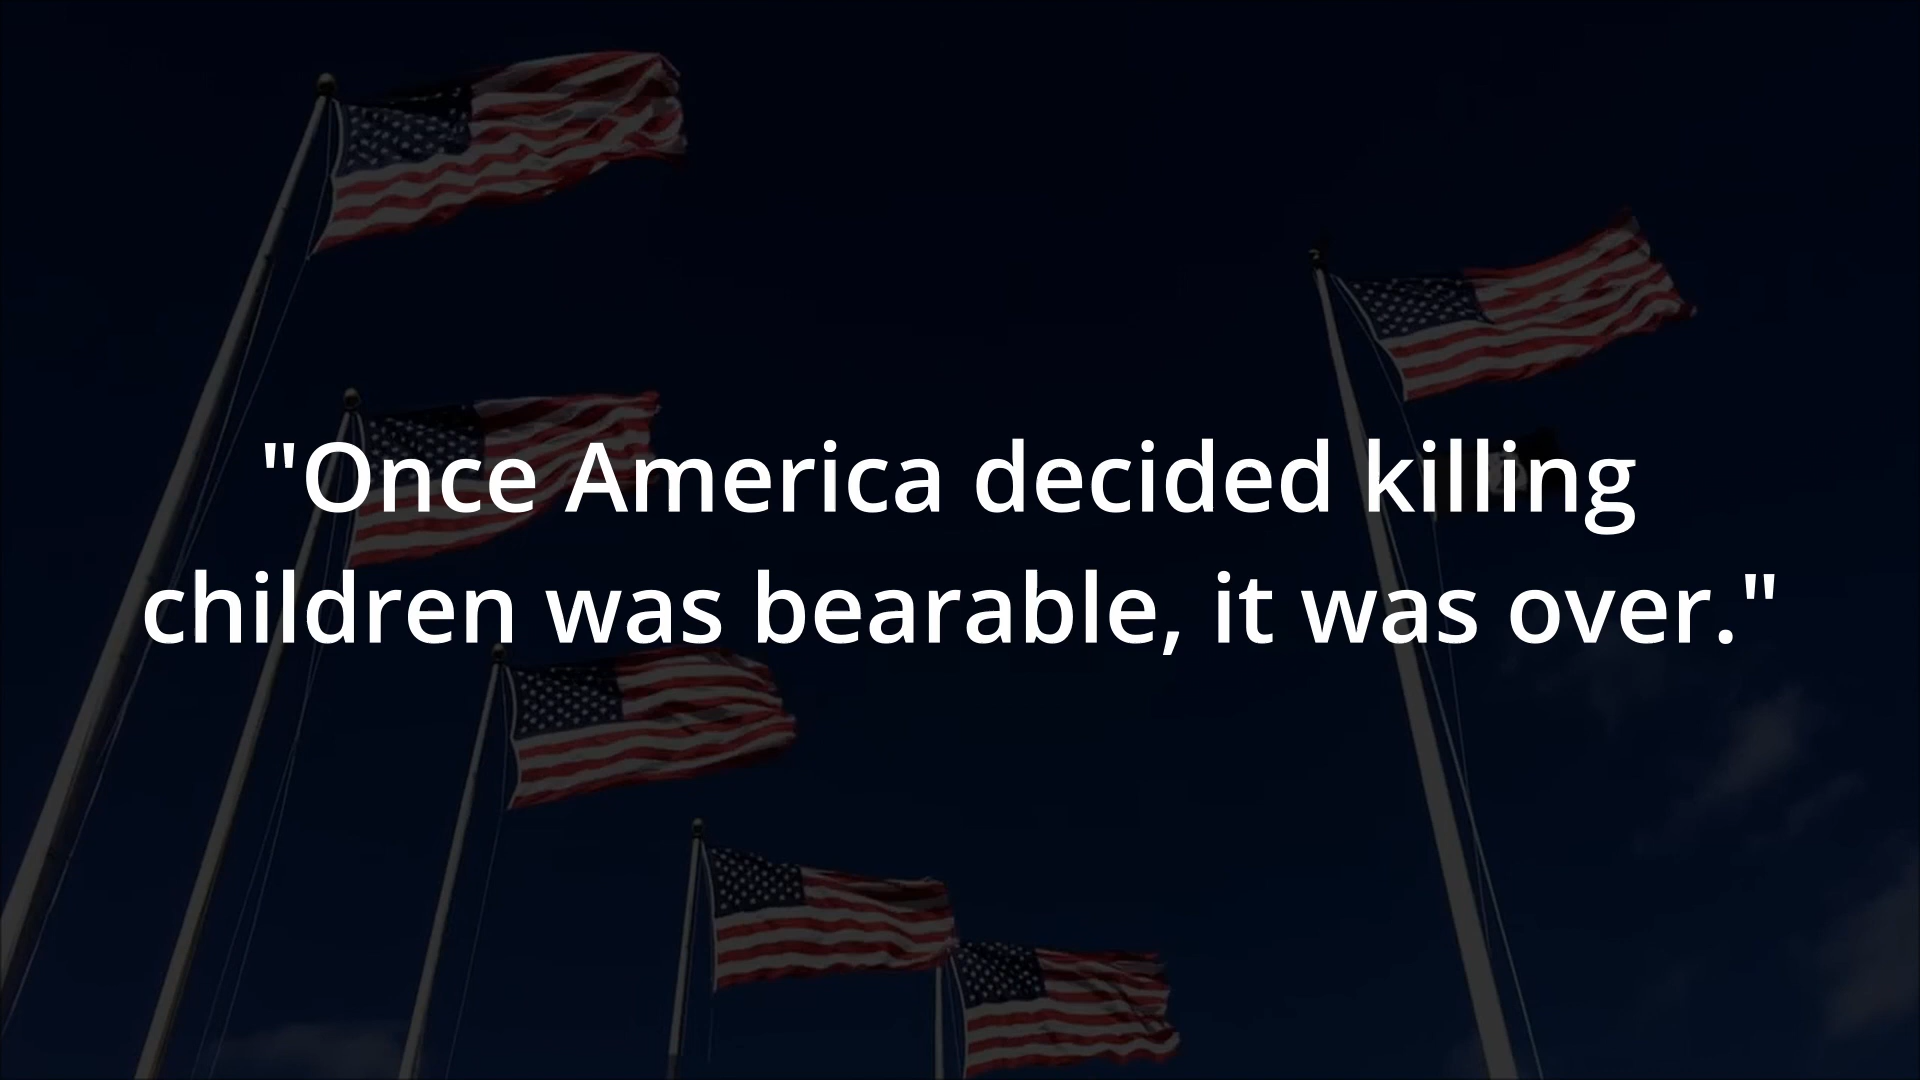 "Once America decided killing
children was bearable, it was over."